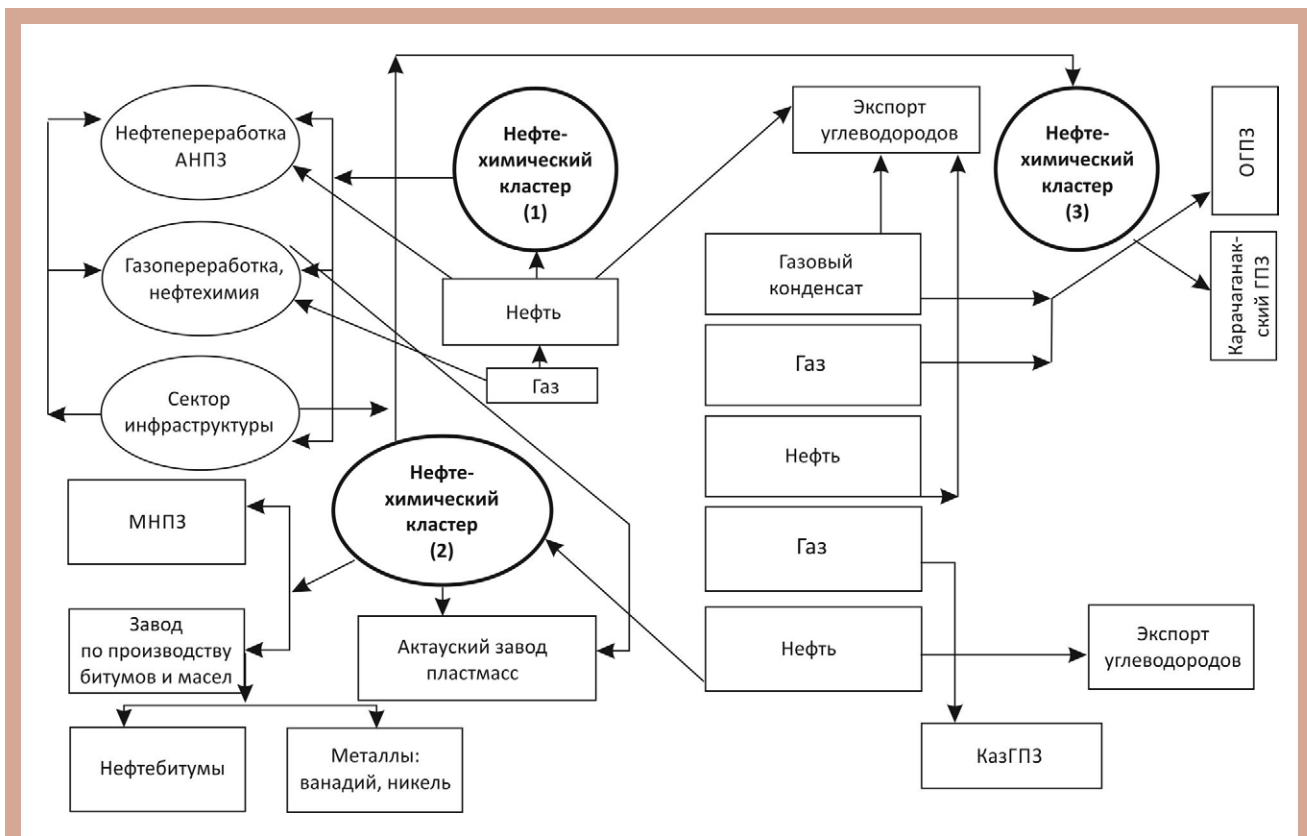 Нефтепереработка
АНПЗ
Нефте-
химический
кластер
(1)
Экспорт
углеводородов
Нефте-
химический
кластер
(3)
ОГПЗ
Газопереработка,
нефтехимия
Нефть
Газовый
конденсат
Карачаганак-
ский ГПЗ
Газ
Газ
Сектор
инфраструктуры
Нефть
Нефте-
химический
кластер
(2)
МНПЗ
Газ
Завод
по производству
битумов и масел
Актауский завод
пластмасс
Нефть
Экспорт
углеводородов
Нефтебитумы
Металлы:
ванадий, никель
КазГПЗ